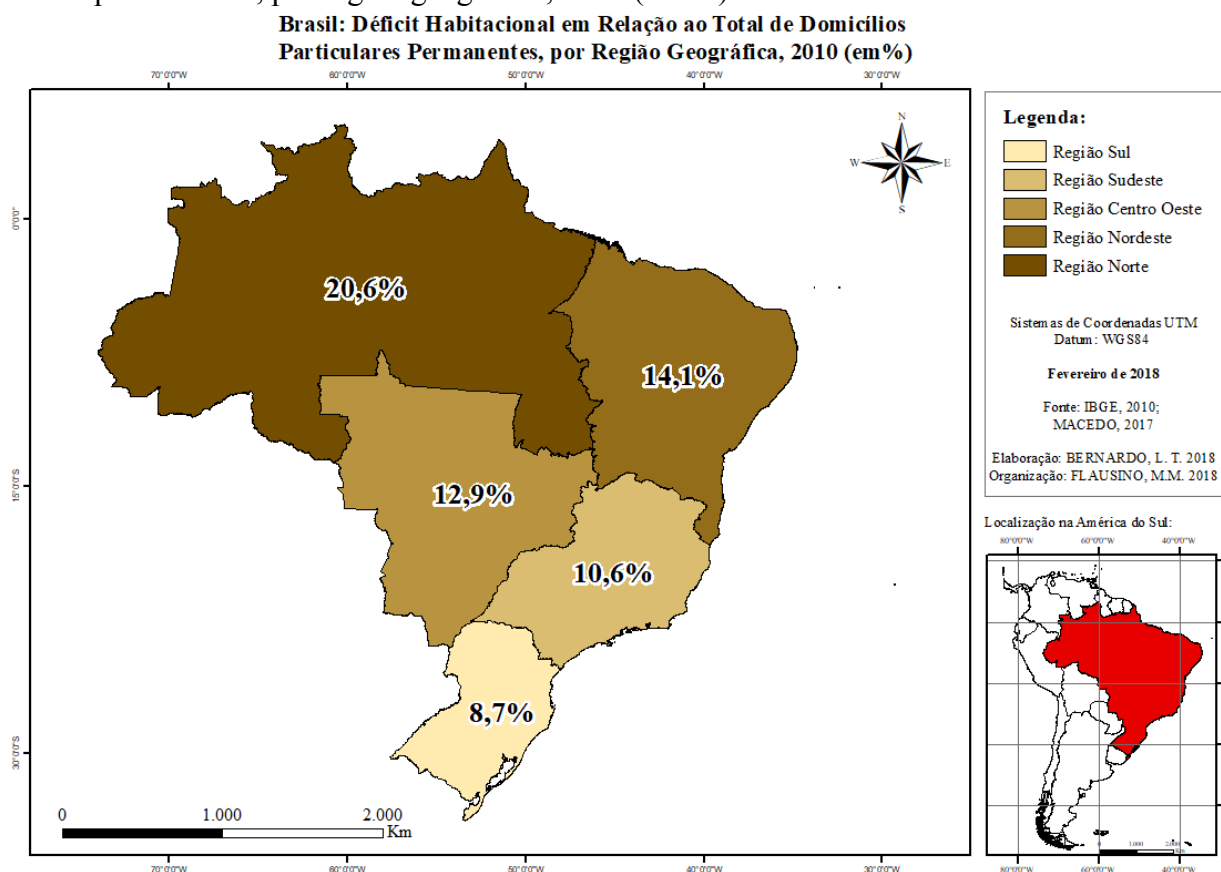 Brasil: Déficit Habitacional em Relação ao Total de Domicílios
Particulares Permanentes, por Região Geográfica, 2010 (em%)
70°0'0"W 60°0'0"W 50°0'0"W 40°0'0"W 30°0'0"W
0°0'0"
15°0'0"S
30°0'0"S
N
W E
S
20,6%
14,1%
12,9%
10,6%
8,7%
0 1.000 2.000
Km
70°0'0"W 60°0'0"W 50°0'0"W 40°0'0"W 30°0'0"W
Legenda:
Região Sul
Região Sudeste
Região Centro Oeste
Região Nordeste
Região Norte
Sistemas de Coordenadas UTM
Datum: WGS84
Fevereiro de 2018
Fonte: IBGE, 2010;
MACEDO, 2017
Elaboração: BERNARDO, L. T. 2018
Organização: FLAUSINO, M.M. 2018
Localização na América do Sul:
80°0'0"W 60°0'0"W 40°0'0"W
0 1.000 2.000
Km
80°0'0"W 60°0'0"W 40°0'0"W